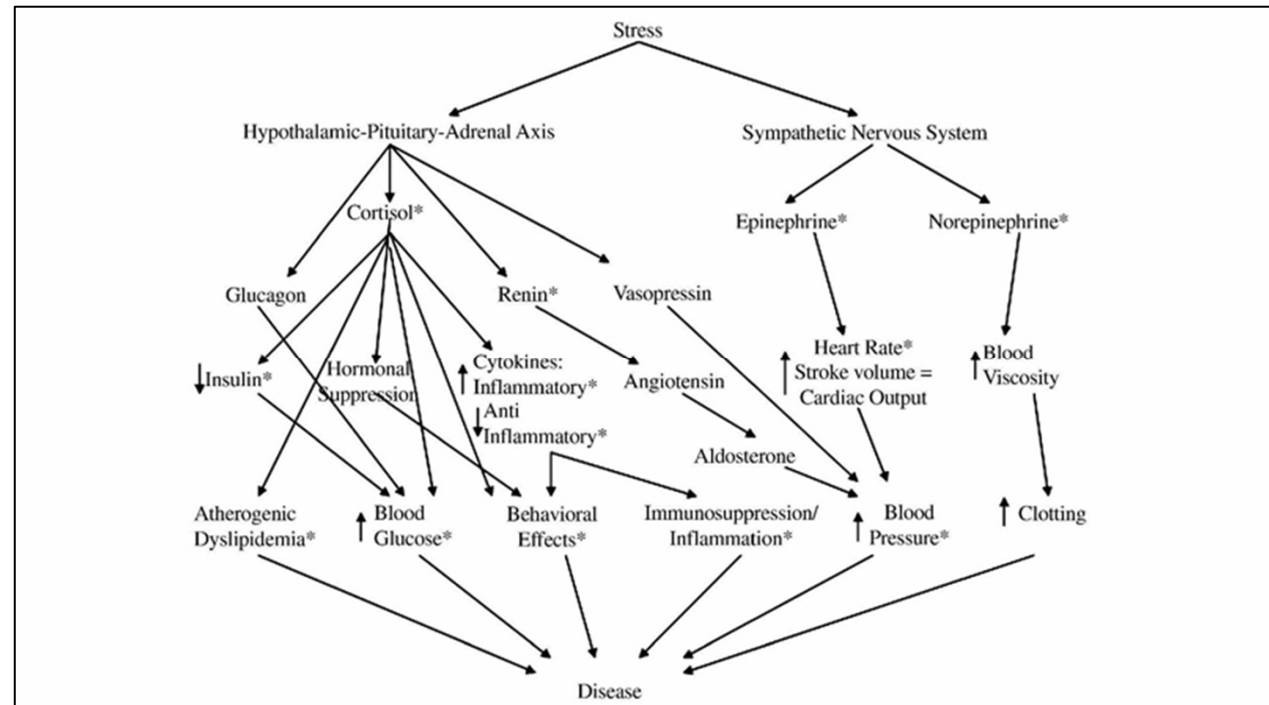 Stress
Hypothalamic-Pituitary-Adrenal Axis
Sympathetic Nervous System
Cortisol*
Epinephrine*
Norepinephrine*
Glucagon
Renin*
Vasopressin
Insulin*
Hormonal
Suppression
Cytokines:
Inflammatory*
Anti
Inflammatory*
Angiotensin
Heart Rate*
Stroke volume =
Cardiac Output
Blood
Viscosity
Aldosterone
Atherogenic
Dyslipidemia*
Blood
Glucose*
Behavioral
Effects*
Immunosuppression/
Inflammation*
Blood
Pressure*
Clotting
Disease